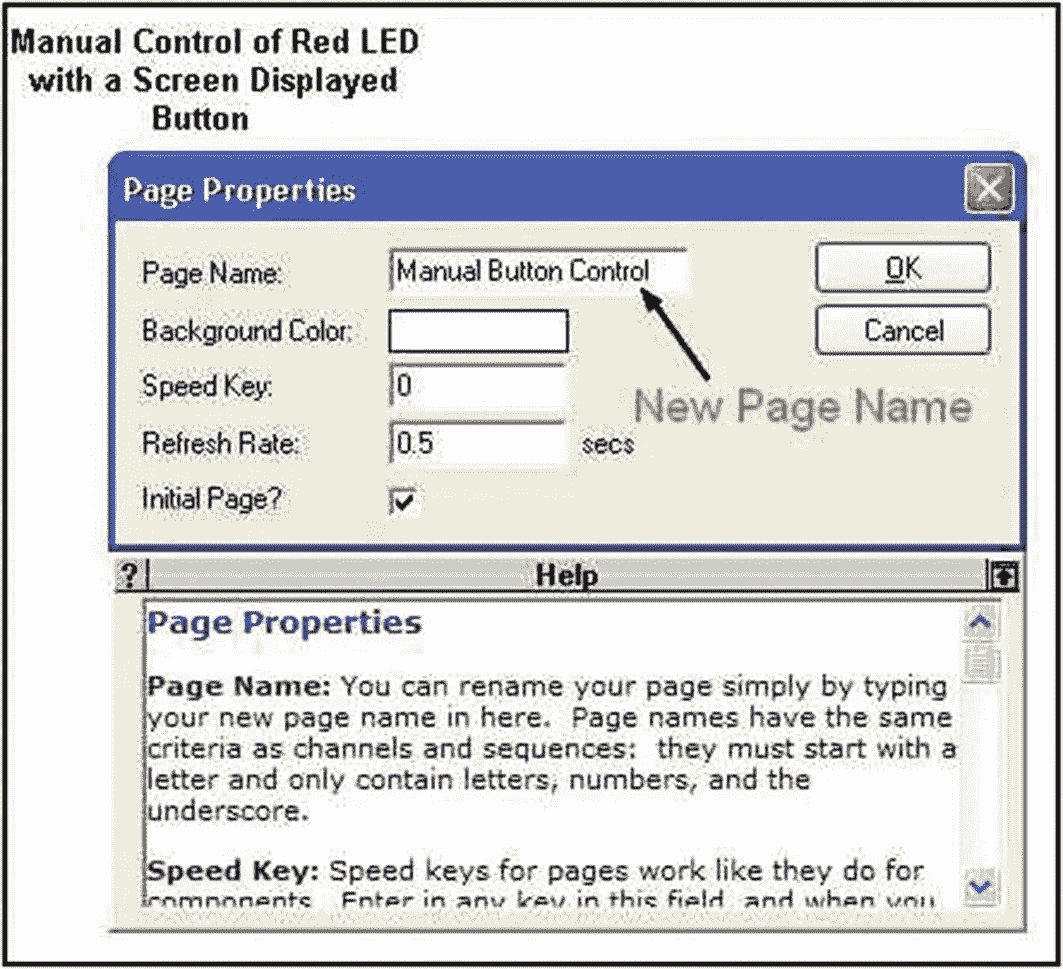 Manual Control of Red LED
with a Screen Displayed
Button
Page Properties
Page Name:
Manual Button Control
OK
Background Color:
Cancel
Speed Key:
0
New Page Name
Refresh Rate:
0.5
secs
Initial Page?
?
Help
Page Properties
Page Name: You can rename your page simply by typing
your new page name in here. Page names have the same
criteria as channels and sequences: they must start with a
letter and only contain letters, numbers, and the
underscore.
Speed Key: Speed keys for pages work like they do for
components. Enter in any key in this field, and when you